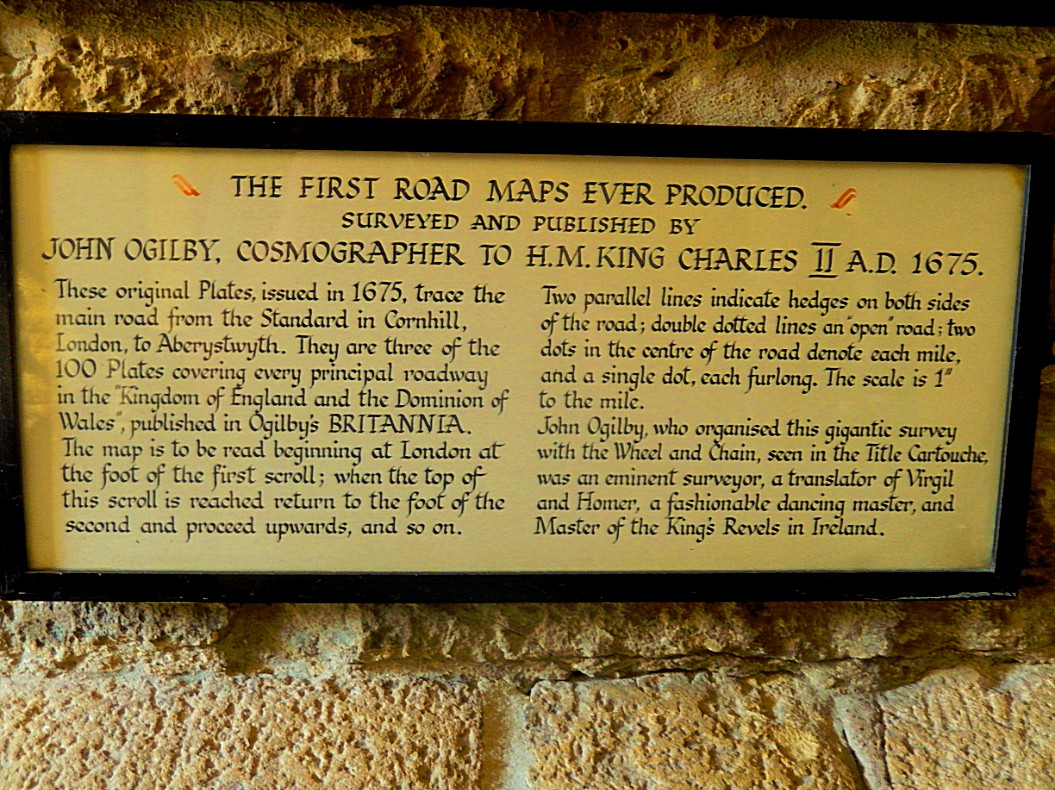 THE FIRST ROAD MAPS EVER PRODUCED.
SURVEYED AND PUBLISHED BY
JOHN OGILBY, COSMOGRAPHER TO H.M. KING CHARLES II A.D. 1675.
These original Plates, issued in 1675, trace the
main road from the Standard in Cornhill,
London, to Aberystwyth. They are three of the
100 Plates covering every principal roadway
in the "Kingdom of England and the Dominion of
Wales", published in Ogilby's BRITANNIA.
The map is to be read beginning at London at
the foot of the first scroll; when the top of
this scroll is reached return to the foot of the
second and proceed upwards, and so on.
Two parallel lines indicate hedges on both sides
of the road; double dotted lines an "open" road; two
dots in the centre of the road denote each mile,
and a single dot, each furlong. The scale is 1"
to the mile.
John Ogilby, who organised this gigantic survey
with the Wheel and Chain, seen in the Title Cartouche,
was an eminent surveyor, a translator of Virgil
and Homer, a fashionable dancing master, and
Master of the King's Revels in Ireland.